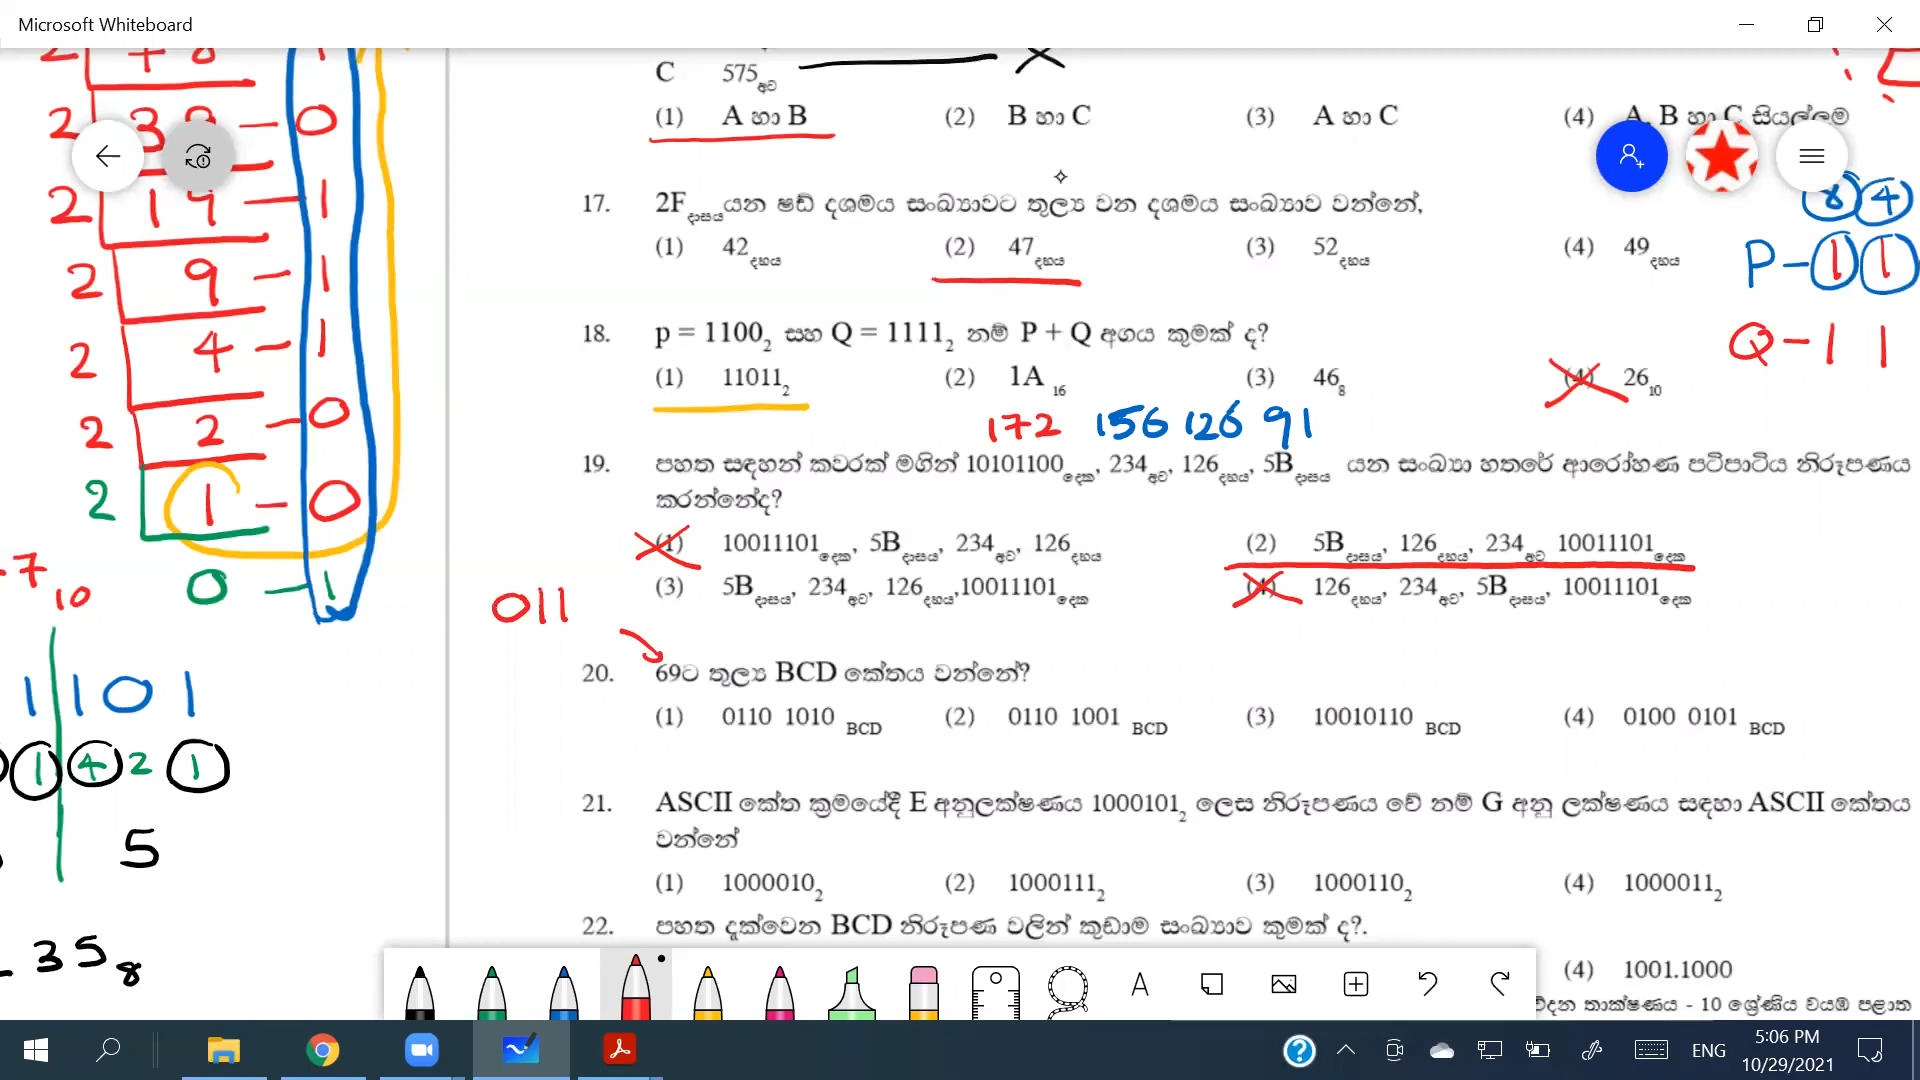 Microsoft Whiteboard
C 575අට
(1) A හා B (2) B හා C (3) A හා C (4) A, B හා C සියල්ලම
17. 2Fදාසය යන ෂඩ් දශමය සංඛ්‍යාවට තුල්‍ය වන දශමය සංඛ්‍යාව වන්නේ,
(1) 42දහය (2) 47දහය (3) 52දහය (4) 49දහය
18. p = 1100₂ සහ Q = 1111₂ නම් P + Q අගය කුමක් ද?
(1) 11011₂ (2) 1A₁₆ (3) 46₈ (4) 26₁₀
172 156 126 91
19. පහත සඳහන් කවරක් මගින් 10101100දෙක, 234අට, 126දහය, 5Bදාසය යන සංඛ්‍යා හතරේ ආරෝහණ පටිපාටිය නිරූපණය
කරන්නේද?
(1) 10011101දෙක, 5Bදාසය, 234අට, 126දහය (2) 5Bදාසය, 126දහය, 234අට 10011101දෙක
(3) 5Bදාසය, 234අට, 126දහය,10011101දෙක (4) 126දහය, 234අට, 5Bදාසය, 10011101දෙක
011
20. 69ට තුල්‍ය BCD කේතය වන්නේ?
(1) 0110 1010 BCD (2) 0110 1001 BCD (3) 10010110 BCD (4) 0100 0101 BCD
21. ASCII කේත ක්‍රමයේදී E අනුලක්ෂණය 1000101₂ ලෙස නිරූපණය වේ නම් G අනු ලක්ෂණය සඳහා ASCII කේතය
වන්නේ
(1) 1000010₂ (2) 1000111₂ (3) 1000110₂ (4) 1000011₂
22. පහත දැක්වෙන BCD නිරූපණ වලින් කුඩාම සංඛ්‍යාව කුමක් ද?.
(4) 1001.1000
තාක්ෂණය - 10 ශ්‍රේණිය වයඹ පළාත
2 19 - 1
2 9 - 1
2 4 - 1
2 2 - 0
2 1 - 0
0 - 1
7₁₀
1 1 0 1
1 4 2 1
5
35₈
8 4
P - 1 1
Q - 1 1
ENG
5:06 PM
10/29/2021